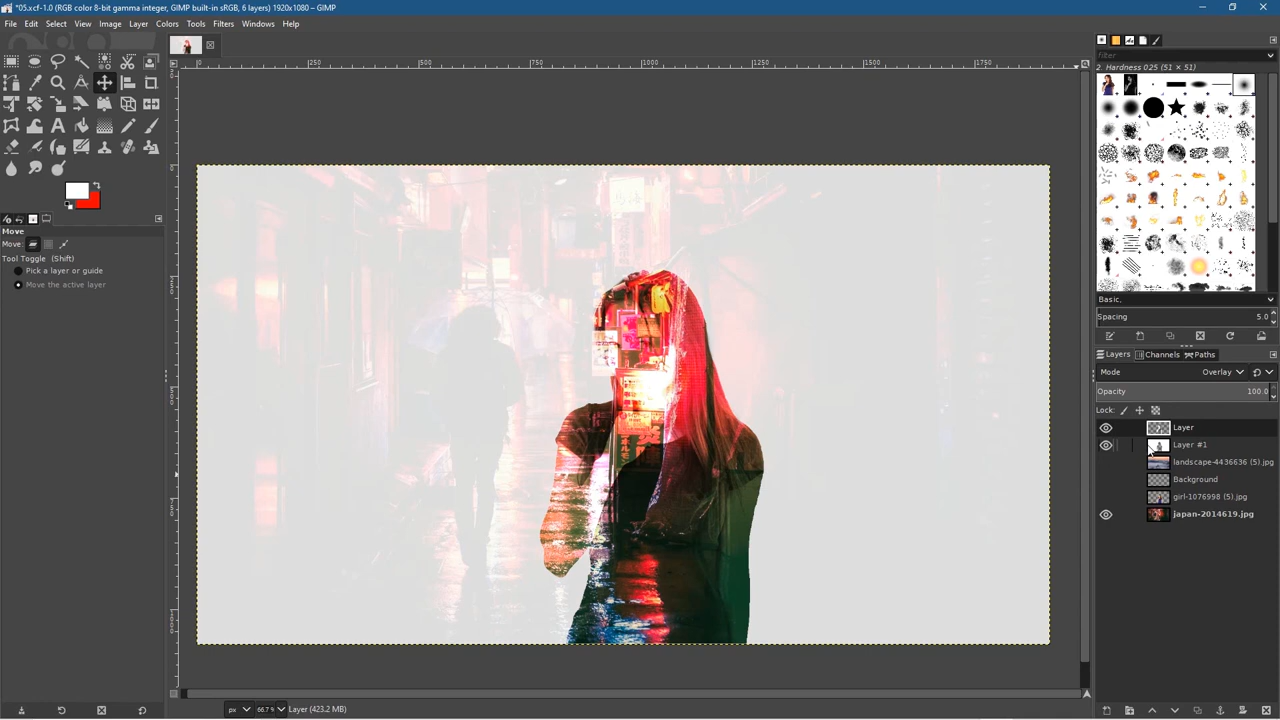 *05.xcf-1.0 (RGB color 8-bit gamma integer, GIMP built-in sRGB, 6 layers) 1920x1080 – GIMP
File Edit Select View Image Layer Colors Tools Filters Windows Help
filter
2. Hardness 025 (51 × 51)
0 250 500 750 1000 1250 1500 1750
Move
Move:
Tool Toggle (Shift)
Pick a layer or guide
Move the active layer
Basic,
Spacing 5.0
Layers Channels Paths
Mode Overlay
Opacity 100.0
Lock:
Layer
Layer #1
landscape-4436636 (5).jpg
Background
girl-1076998 (5).jpg
japan-2014619.jpg
px 66.7 Layer (423.2 MB)